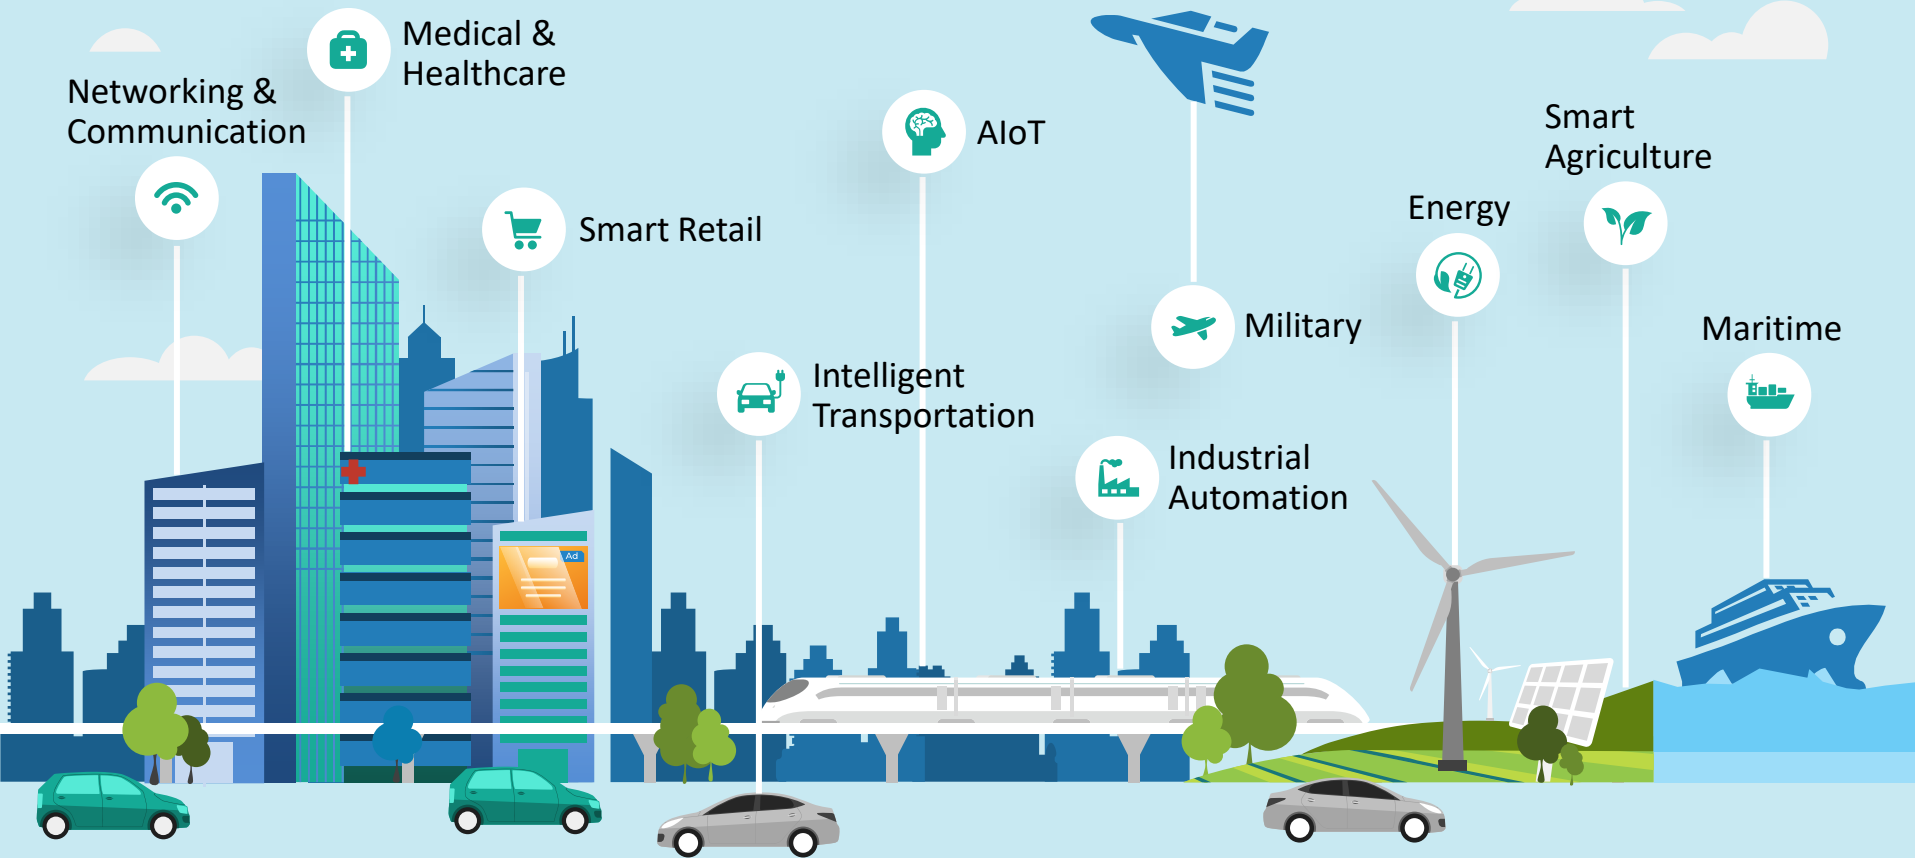 Medical &
Healthcare
Networking &
Communication
AIoT
Smart
Agriculture
Energy
Smart Retail
Military
Maritime
Intelligent
Transportation
Industrial
Automation
Ad